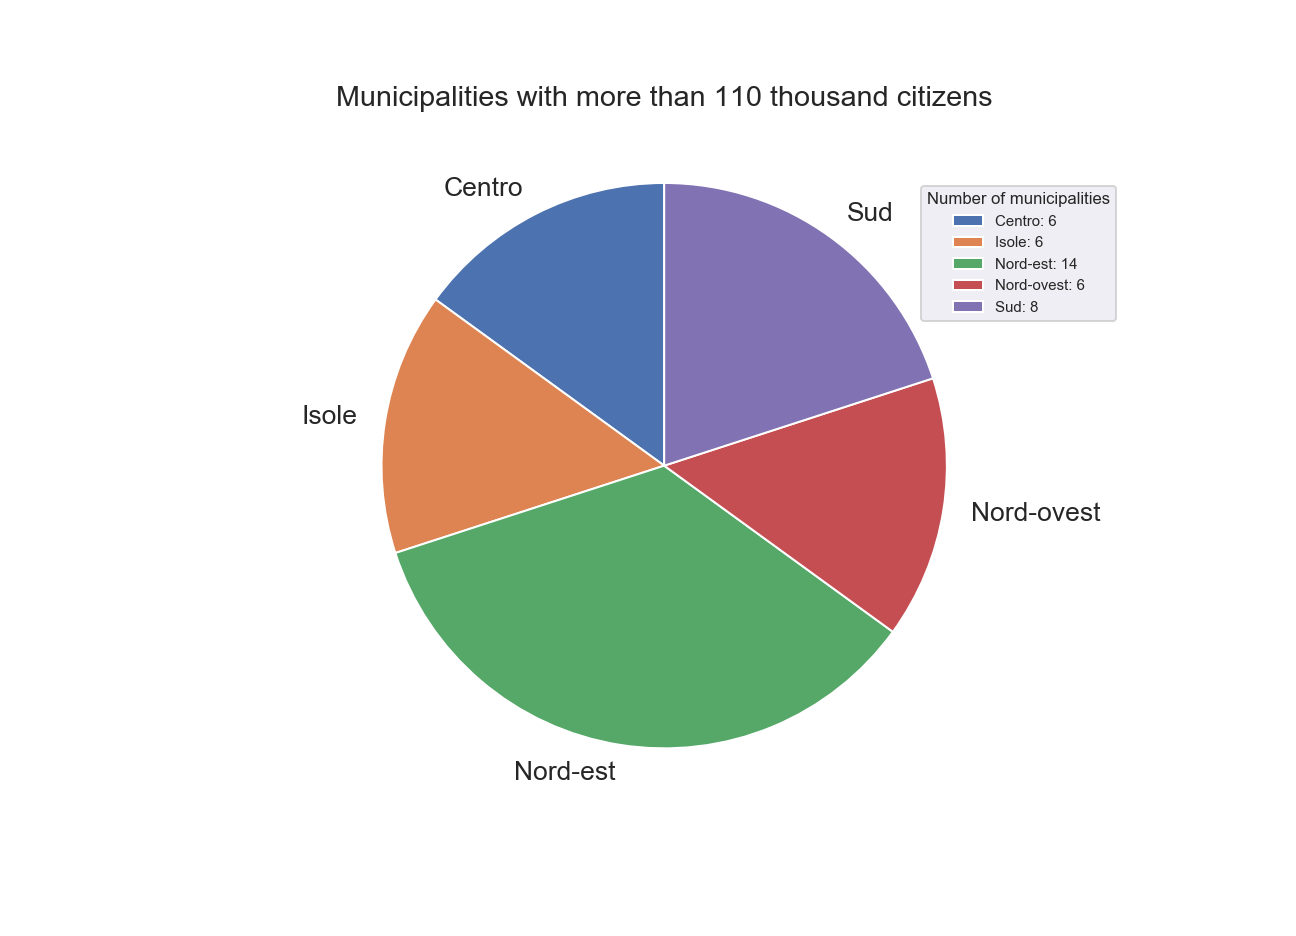 Municipalities with more than 110 thousand citizens
Centro
Sud
Number of municipalities
Centro: 6
Isole: 6
Nord-est: 14
Nord-ovest: 6
Sud: 8
Isole
Nord-ovest
Nord-est